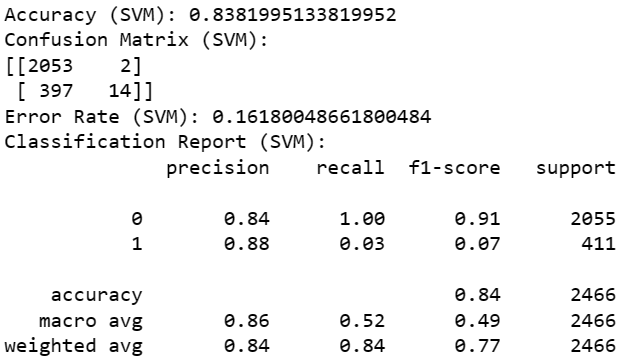 Accuracy (SVM): 0.8381995133819952
Confusion Matrix (SVM):
[[2053    2]
 [ 397   14]]
Error Rate (SVM): 0.16180048661800484
Classification Report (SVM):
              precision    recall  f1-score   support

           0       0.84      1.00      0.91      2055
           1       0.88      0.03      0.07       411

    accuracy                           0.84      2466
   macro avg       0.86      0.52      0.49      2466
weighted avg       0.84      0.84      0.77      2466